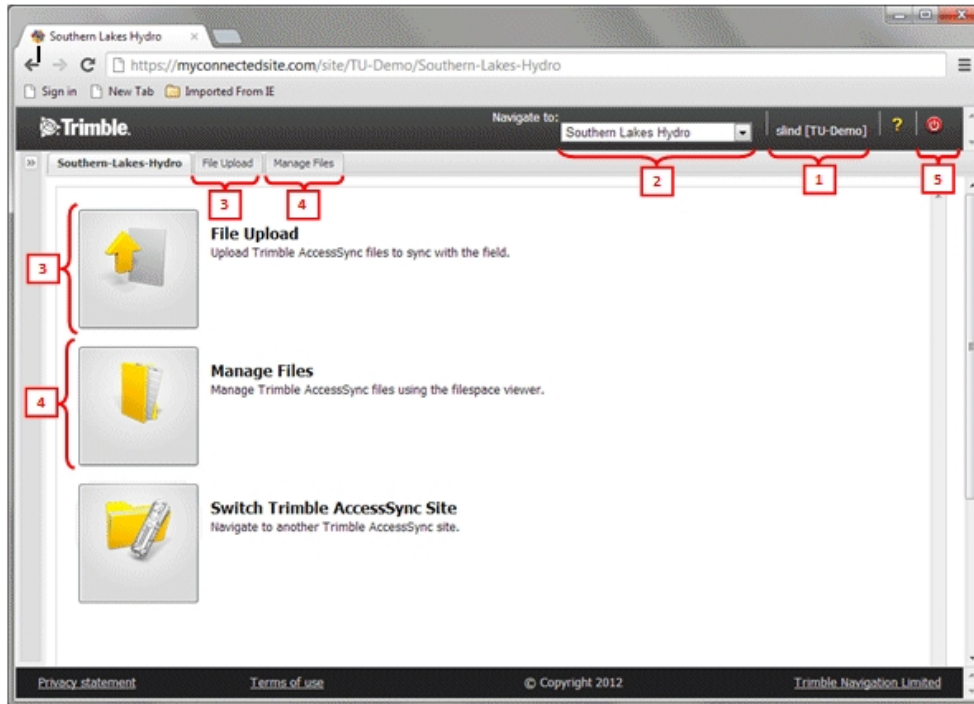 Southern Lakes Hydro
https://myconnectedsite.com/site/TU-Demo/Southern-Lakes-Hydro
Sign in New Tab Imported From IE
Trimble.
Navigate to:
Southern Lakes Hydro
slind [TU-Demo]
?
Southern-Lakes-Hydro File Upload Manage Files
2
1
5
3
4
3
File Upload
Upload Trimble AccessSync files to sync with the field.
4
Manage Files
Manage Trimble AccessSync files using the filespace viewer.
Switch Trimble AccessSync Site
Navigate to another Trimble AccessSync site.
Privacy statement Terms of use © Copyright 2012 Trimble Navigation Limited